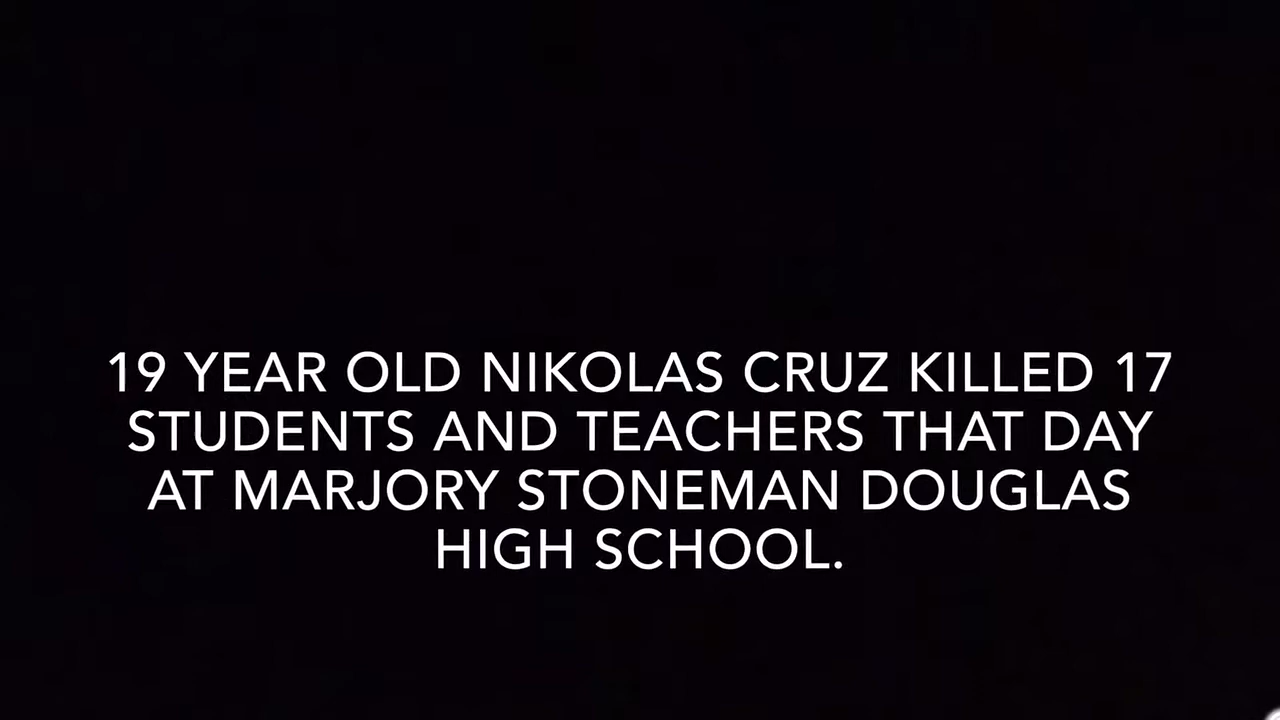 19 YEAR OLD NIKOLAS CRUZ KILLED 17
STUDENTS AND TEACHERS THAT DAY
AT MARJORY STONEMAN DOUGLAS
HIGH SCHOOL.